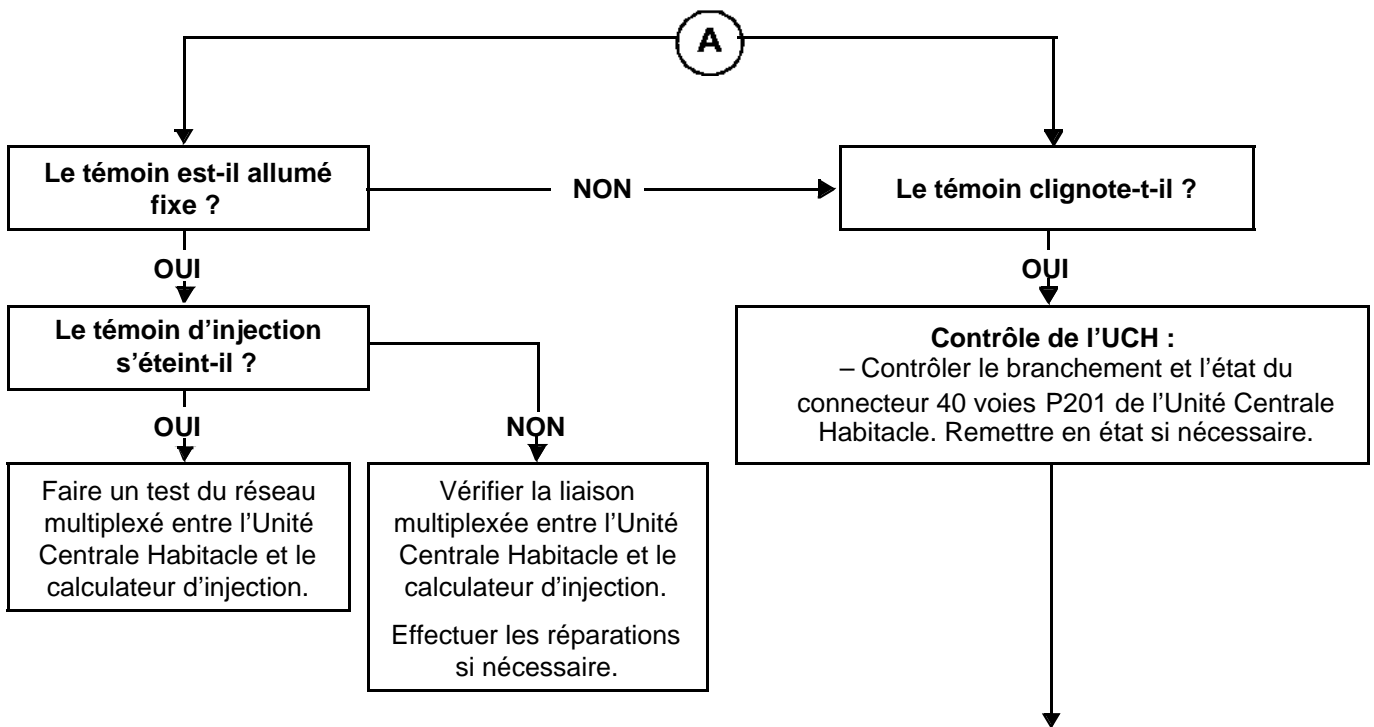 A
Le témoin est-il allumé
fixe ?
NON
Le témoin clignote-t-il ?
OUI
OUI
Le témoin d'injection
s'éteint-il ?
Contrôle de l'UCH :
– Contrôler le branchement et l'état du
connecteur 40 voies P201 de l'Unité Centrale
Habitacle. Remettre en état si nécessaire.
OUI
NON
Faire un test du réseau
multiplexé entre l'Unité
Centrale Habitacle et le
calculateur d'injection.
Vérifier la liaison
multiplexée entre l'Unité
Centrale Habitacle et le
calculateur d'injection.
Effectuer les réparations
si nécessaire.